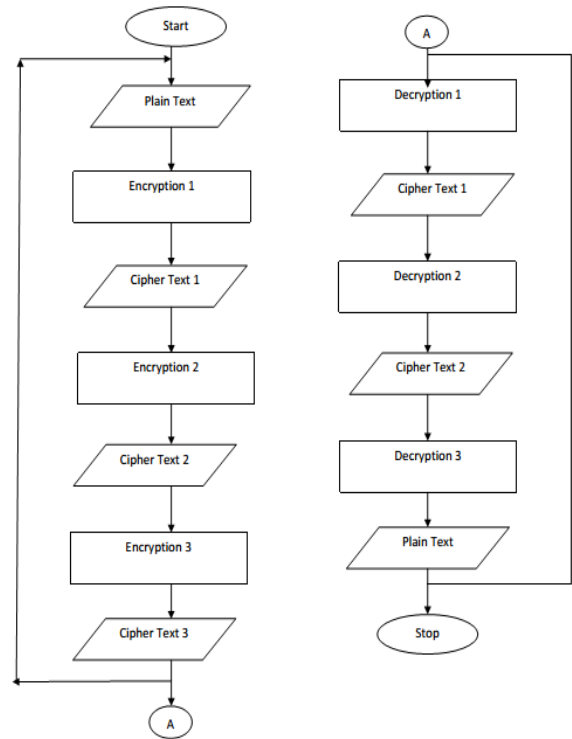 Start
Plain Text
Encryption 1
Cipher Text 1
Encryption 2
Cipher Text 2
Encryption 3
Cipher Text 3
A
A
Decryption 1
Cipher Text 1
Decryption 2
Cipher Text 2
Decryption 3
Plain Text
Stop